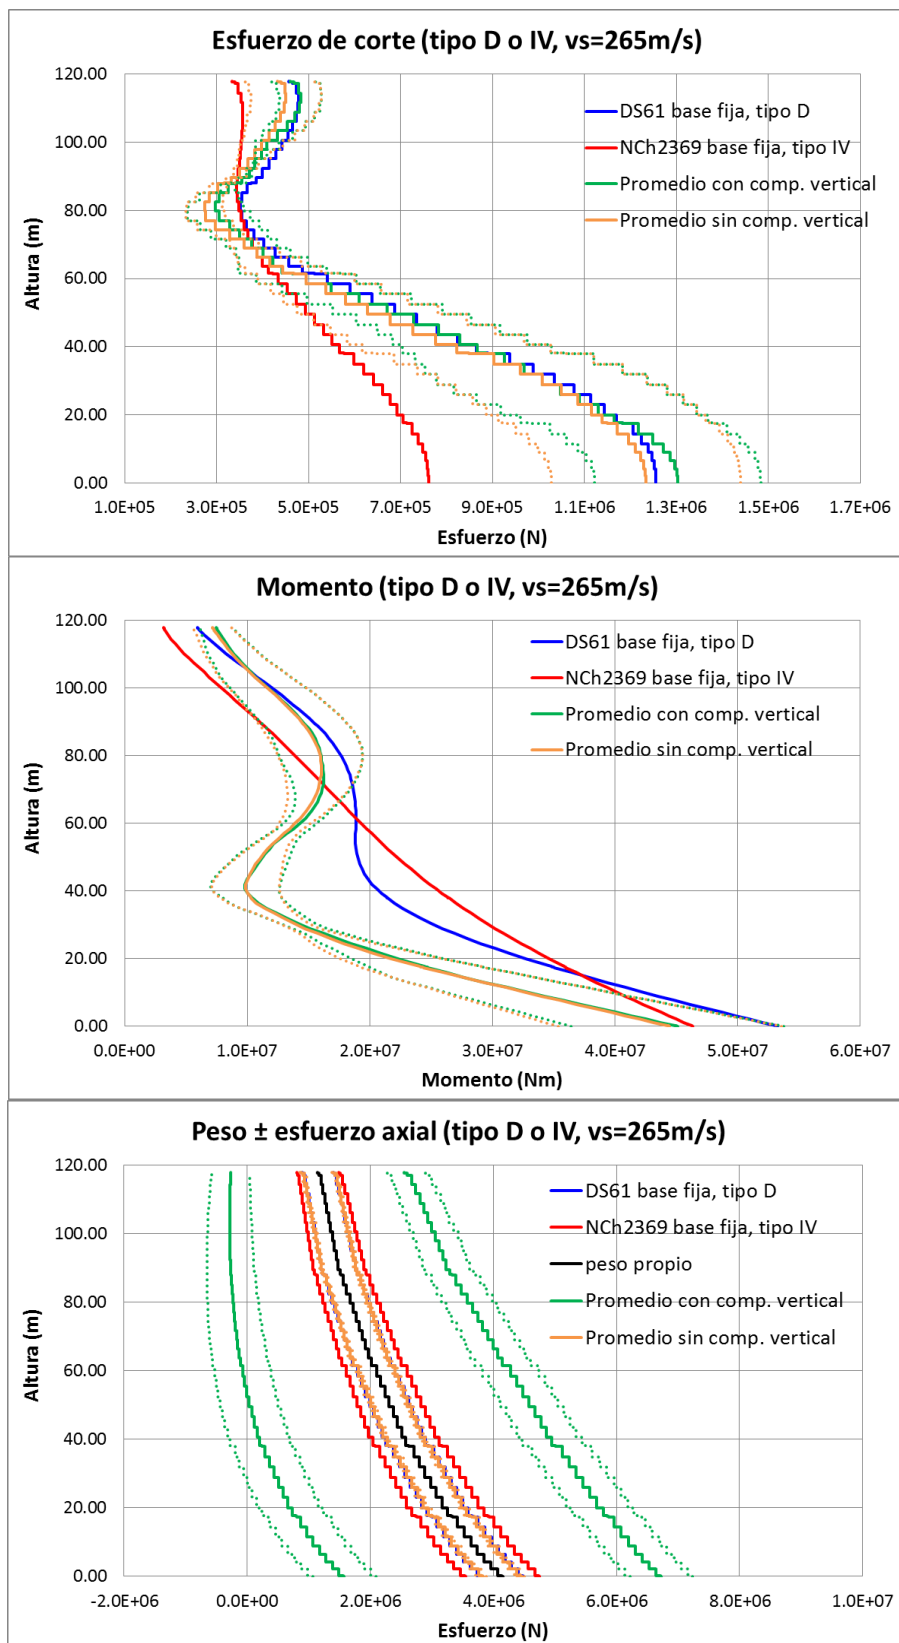 Esfuerzo de corte (tipo D o IV, vs=265m/s)
Altura (m)
120.00
100.00
80.00
60.00
40.00
20.00
0.00
DS61 base fija, tipo D
NCh2369 base fija, tipo IV
Promedio con comp. vertical
Promedio sin comp. vertical
1.0E+05 3.0E+05 5.0E+05 7.0E+05 9.0E+05 1.1E+06 1.3E+06 1.5E+06 1.7E+06
Esfuerzo (N)
Momento (tipo D o IV, vs=265m/s)
Altura (m)
120.00
100.00
80.00
60.00
40.00
20.00
0.00
DS61 base fija, tipo D
NCh2369 base fija, tipo IV
Promedio con comp. vertical
Promedio sin comp. vertical
0.0E+00 1.0E+07 2.0E+07 3.0E+07 4.0E+07 5.0E+07 6.0E+07
Momento (Nm)
Peso ± esfuerzo axial (tipo D o IV, vs=265m/s)
Altura (m)
120.00
100.00
80.00
60.00
40.00
20.00
0.00
DS61 base fija, tipo D
NCh2369 base fija, tipo IV
peso propio
Promedio con comp. vertical
Promedio sin comp. vertical
-2.0E+06 0.0E+00 2.0E+06 4.0E+06 6.0E+06 8.0E+06 1.0E+07
Esfuerzo (N)